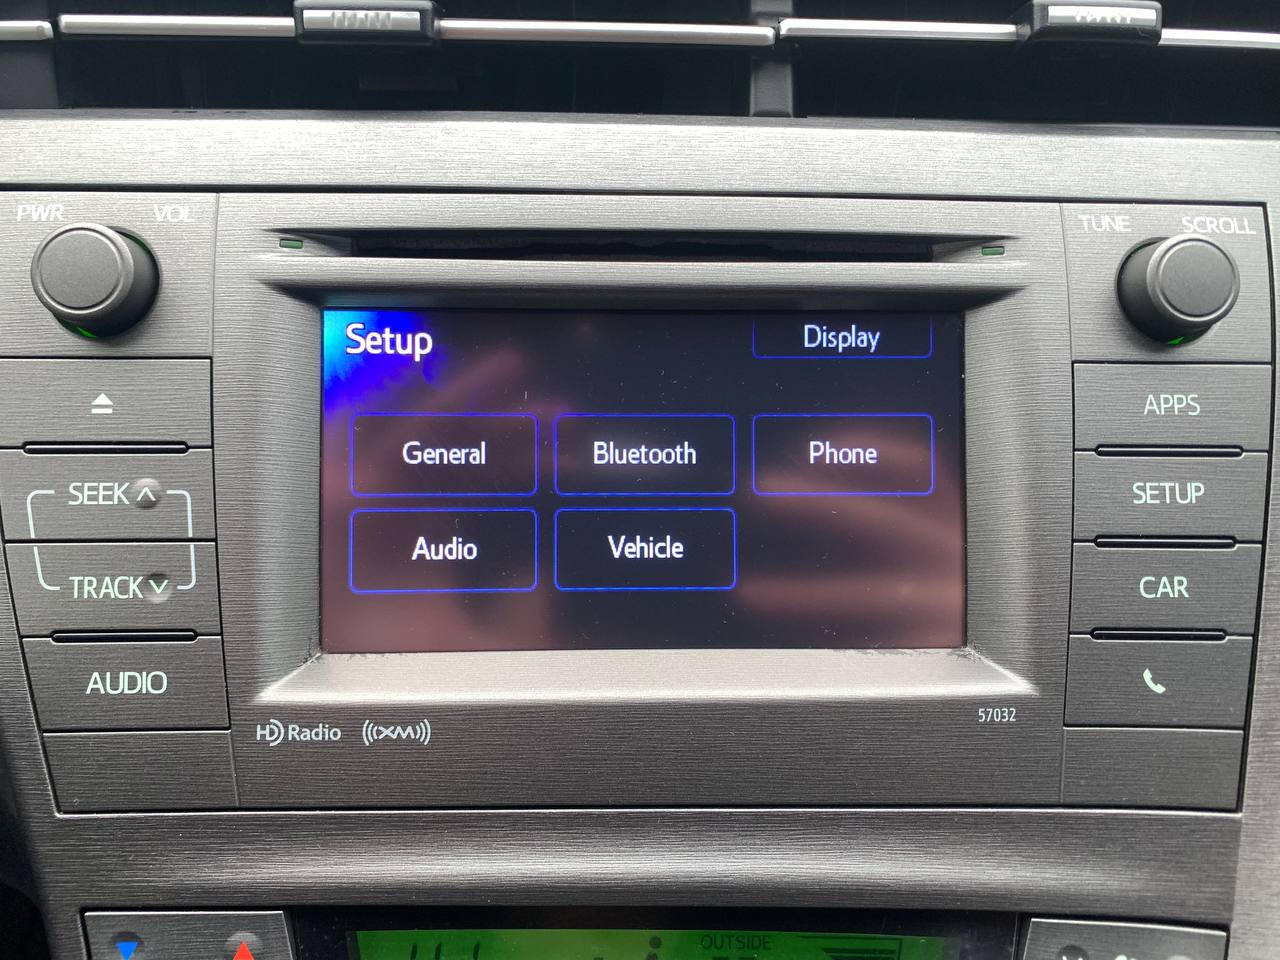 PWR VOL
TUNE SCROLL
Setup
Display
General
Bluetooth
Phone
Audio
Vehicle
SEEK
TRACK
AUDIO
APPS
SETUP
CAR
HD Radio
((XM))
57032
OUTSIDE